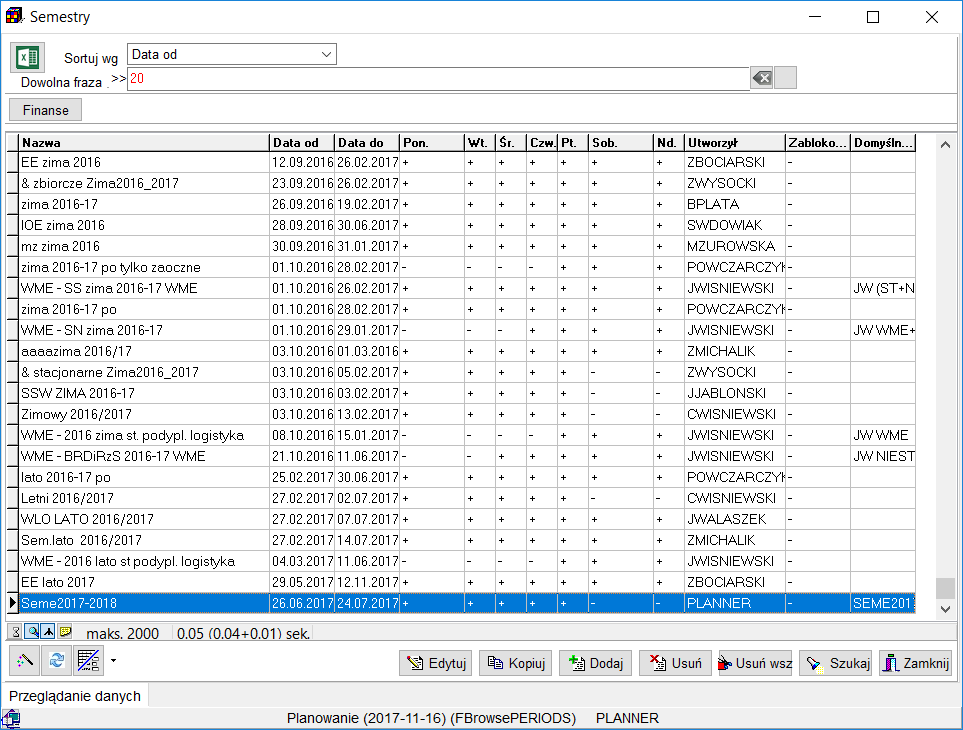 Semestry
Sortuj wg Data od
Dowolna fraza . >> 20
Finanse
Nazwa Data od Data do Pon. Wt. Śr. Czw. Pt. Sob. Nd. Utworzył Zabloko... Domyśln...
EE zima 2016 12.09.2016 26.02.2017 + + + + + + + ZBOCIARSKI -
& zbiorcze Zima2016_2017 23.09.2016 26.02.2017 + + + + + + + ZWYSOCKI -
zima 2016-17 26.09.2016 19.02.2017 + + + + + + + BPLATA -
IOE zima 2016 28.09.2016 30.06.2017 + + + + + + + SWDOWIAK -
mz zima 2016 30.09.2016 31.01.2017 + + + + + + + MZUROWSKA -
zima 2016-17 po tylko zaoczne 01.10.2016 28.02.2017 - - - - + + + POWCZARCZYK -
WME - SS zima 2016-17 WME 01.10.2016 26.02.2017 + + + + + + + JWISNIEWSKI - JW (ST+N
zima 2016-17 po 01.10.2016 28.02.2017 + + + + + + + POWCZARCZYK -
WME - SN zima 2016-17 01.10.2016 29.01.2017 - - - + + + + JWISNIEWSKI - JW WME+
aaaazima 2016/17 03.10.2016 01.03.2016 + + + + + + + ZMICHALIK -
& stacjonarne Zima2016_2017 03.10.2016 05.02.2017 + + + + + - - ZWYSOCKI -
SSW ZIMA 2016-17 03.10.2016 03.02.2017 + + + + + - - JJABLONSKI -
Zimowy 2016/2017 03.10.2016 13.02.2017 + + + + + - - CWISNIEWSKI -
WME - 2016 zima st. podypl. logistyka 08.10.2016 15.01.2017 - - - - + + + JWISNIEWSKI - JW WME
WME - BRDiRzS 2016-17 WME 21.10.2016 11.06.2017 - - - + + + + JWISNIEWSKI - JW NIEST
lato 2016-17 po 25.02.2017 30.06.2017 + + + + + + + POWCZARCZYK -
Letni 2016/2017 27.02.2017 02.07.2017 + + + + + - - CWISNIEWSKI -
WLO LATO 2016/2017 27.02.2017 07.07.2017 + + + + + + + JWALASZEK -
Sem.lato 2016/2017 27.02.2017 14.07.2017 + + + + + + + ZMICHALIK -
WME - 2016 lato st podypl. logistyka 04.03.2017 11.06.2017 - - + + + + + JWISNIEWSKI -
EE lato 2017 29.05.2017 12.11.2017 + + + + + + + ZBOCIARSKI -
Seme2017-2018 26.06.2017 24.07.2017 + + + + + - - PLANNER - SEME201
maks. 2000 0.05 (0.04+0.01) sek.
Edytuj Kopiuj Dodaj Usuń Usuń wsz Szukaj Zamknij
Przeglądanie danych
Planowanie (2017-11-16) (FBrowsePERIODS) PLANNER